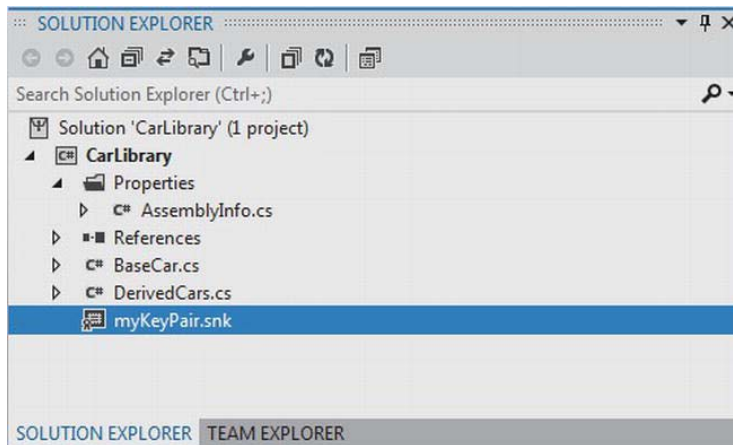 SOLUTION EXPLORER
Search Solution Explorer (Ctrl+;)
Solution 'CarLibrary' (1 project)
C# CarLibrary
Properties
C# AssemblyInfo.cs
References
C# BaseCar.cs
C# DerivedCars.cs
myKeyPair.snk
SOLUTION EXPLORER TEAM EXPLORER